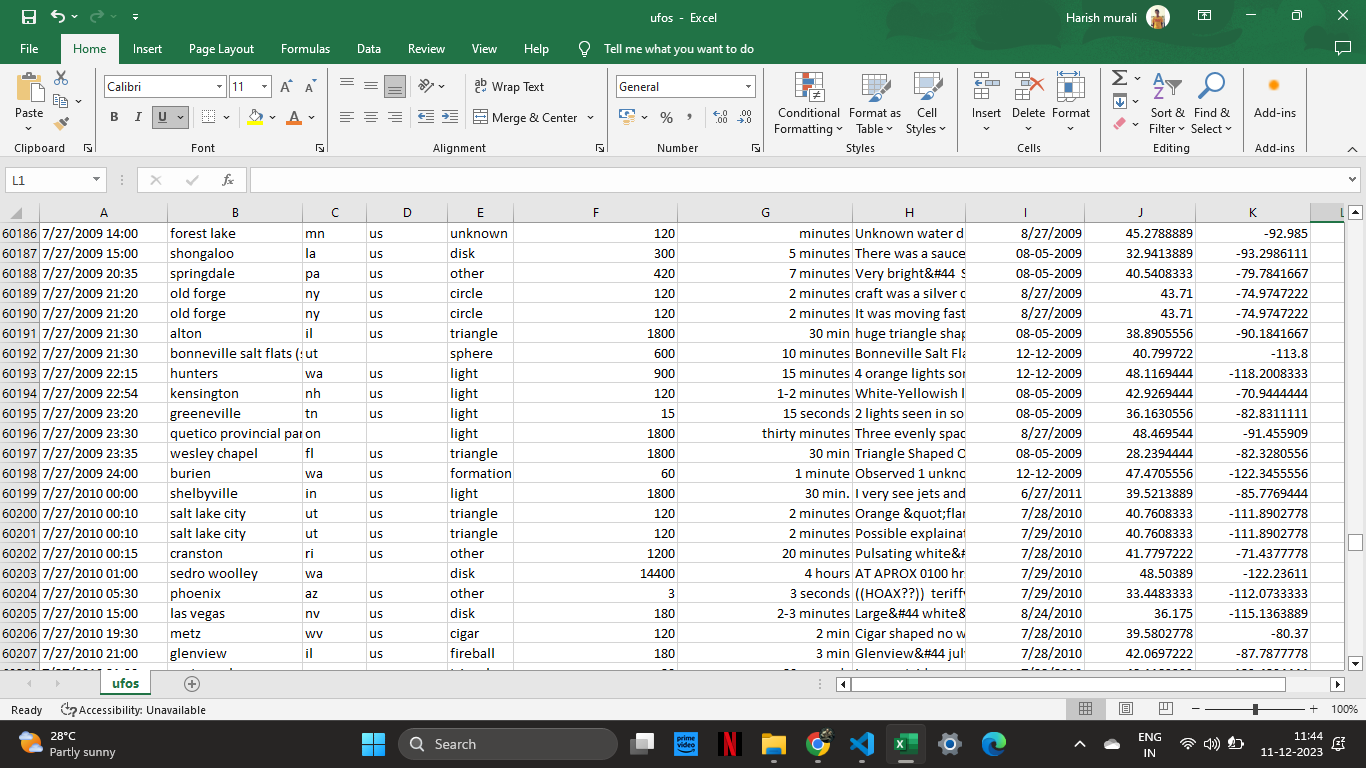 ufos - Excel
Harish murali
File Home Insert Page Layout Formulas Data Review View Help Tell me what you want to do
Calibri 11 Wrap Text General
Paste B I U Merge & Center % , Conditional Formatting Format as Table Cell Styles Insert Delete Format Sort & Filter Find & Select Add-ins
Clipboard Font Alignment Number Styles Cells Editing Add-ins
L1 fx
A B C D E F G H I J K L
60186 7/27/2009 14:00 forest lake mn us unknown 120 minutes Unknown water d 8/27/2009 45.2788889 -92.985
60187 7/27/2009 15:00 shongaloo la us disk 300 5 minutes There was a sauce 08-05-2009 32.9413889 -93.2986111
60188 7/27/2009 20:35 springdale pa us other 420 7 minutes Very bright&#44 S 08-05-2009 40.5408333 -79.7841667
60189 7/27/2009 21:20 old forge ny us circle 120 2 minutes craft was a silver c 8/27/2009 43.71 -74.9747222
60190 7/27/2009 21:20 old forge ny us circle 120 2 minutes It was moving fast 8/27/2009 43.71 -74.9747222
60191 7/27/2009 21:30 alton il us triangle 1800 30 min huge triangle shap 08-05-2009 38.8905556 -90.1841667
60192 7/27/2009 21:30 bonneville salt flats (s ut sphere 600 10 minutes Bonneville Salt Fla 12-12-2009 40.799722 -113.8
60193 7/27/2009 22:15 hunters wa us light 900 15 minutes 4 orange lights sor 12-12-2009 48.1169444 -118.2008333
60194 7/27/2009 22:54 kensington nh us light 120 1-2 minutes White-Yellowish l 08-05-2009 42.9269444 -70.9444444
60195 7/27/2009 23:20 greeneville tn us light 15 15 seconds 2 lights seen in so 08-05-2009 36.1630556 -82.8311111
60196 7/27/2009 23:30 quetico provincial par on light 1800 thirty minutes Three evenly spac 8/27/2009 48.469544 -91.455909
60197 7/27/2009 23:35 wesley chapel fl us triangle 1800 30 min Triangle Shaped O 08-05-2009 28.2394444 -82.3280556
60198 7/27/2009 24:00 burien wa us formation 60 1 minute Observed 1 unkno 12-12-2009 47.4705556 -122.3455556
60199 7/27/2010 00:00 shelbyville in us light 1800 30 min. I very see jets and 6/27/2011 39.5213889 -85.7769444
60200 7/27/2010 00:10 salt lake city ut us triangle 120 2 minutes Orange &quot;flar 7/28/2010 40.7608333 -111.8902778
60201 7/27/2010 00:10 salt lake city ut us triangle 120 2 minutes Possible explainat 7/29/2010 40.7608333 -111.8902778
60202 7/27/2010 00:15 cranston ri us other 1200 20 minutes Pulsating white&# 7/28/2010 41.7797222 -71.4377778
60203 7/27/2010 01:00 sedro woolley wa disk 14400 4 hours AT APROX 0100 hr 7/29/2010 48.50389 -122.23611
60204 7/27/2010 05:30 phoenix az us other 3 3 seconds ((HOAX??)) teriffy 7/29/2010 33.4483333 -112.0733333
60205 7/27/2010 15:00 las vegas nv us disk 180 2-3 minutes Large&#44 white& 8/24/2010 36.175 -115.1363889
60206 7/27/2010 19:30 metz wv us cigar 120 2 min Cigar shaped no w 7/28/2010 39.5802778 -80.37
60207 7/27/2010 21:00 glenview il us fireball 180 3 min Glenview&#44 jul 7/28/2010 42.0697222 -87.7877778
ufos
Ready Accessibility: Unavailable 100%
28°C
Partly sunny
Search
prime video
ENG
IN
11:44
11-12-2023